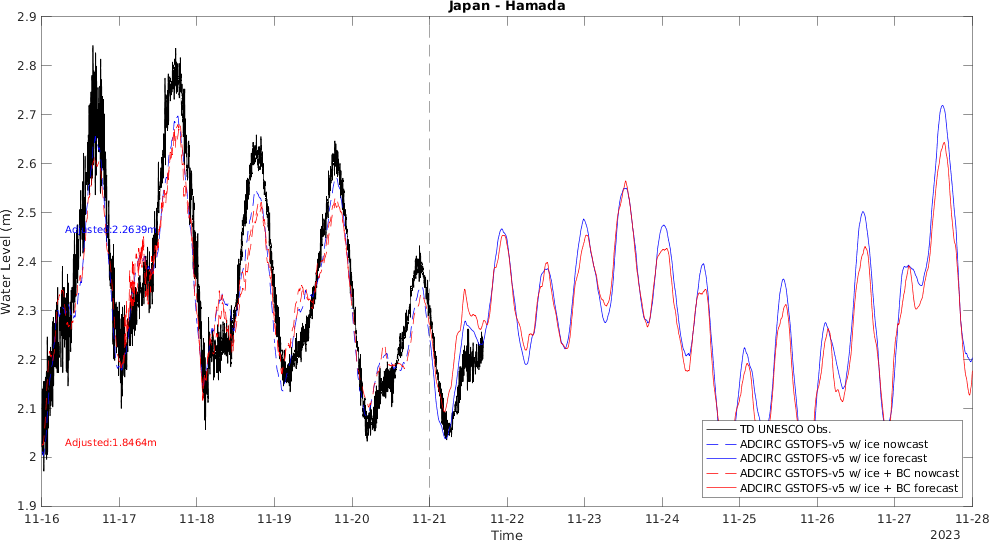 Japan - Hamada
Water Level (m)
2.9
2.8
2.7
2.6
2.5
2.4
2.3
2.2
2.1
2
1.9
Adjusted:2.2639m
Adjusted:1.8464m
TD UNESCO Obs.
ADCIRC GSTOFS-v5 w/ ice nowcast
ADCIRC GSTOFS-v5 w/ ice forecast
ADCIRC GSTOFS-v5 w/ ice + BC nowcast
ADCIRC GSTOFS-v5 w/ ice + BC forecast
11-16 11-17 11-18 11-19 11-20 11-21 11-22 11-23 11-24 11-25 11-26 11-27 11-28
Time
2023